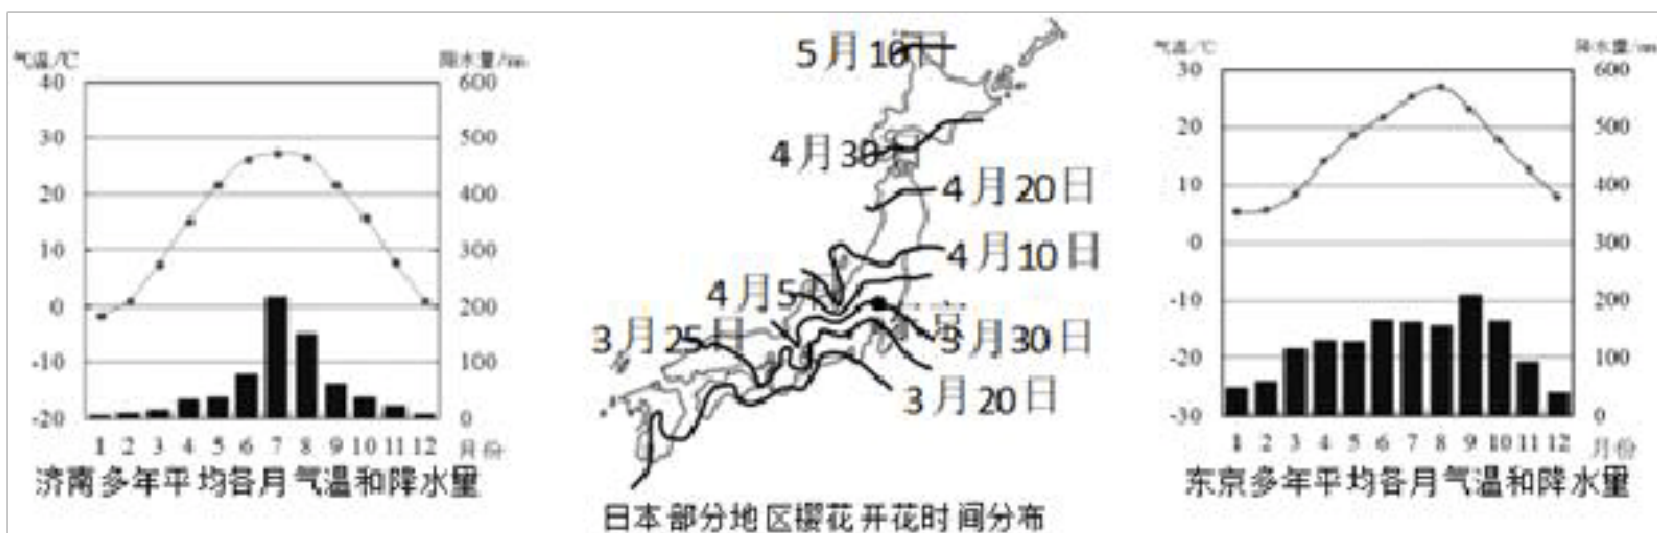 气温/℃
降水量/mm
40
30
20
10
0
-10
-20
600
500
400
300
200
100
0
1 2 3 4 5 6 7 8 9 10 11 12 月份
济南多年平均各月气温和降水量
5月10日
4月30日
4月20日
4月10日
4月5日
3月25日
3月30日
3月20日
日本部分地区樱花开花时间分布
气温/℃
降水量/mm
30
20
10
0
-10
-20
-30
600
500
400
300
200
100
0
1 2 3 4 5 6 7 8 9 10 11 12 月份
东京多年平均各月气温和降水量